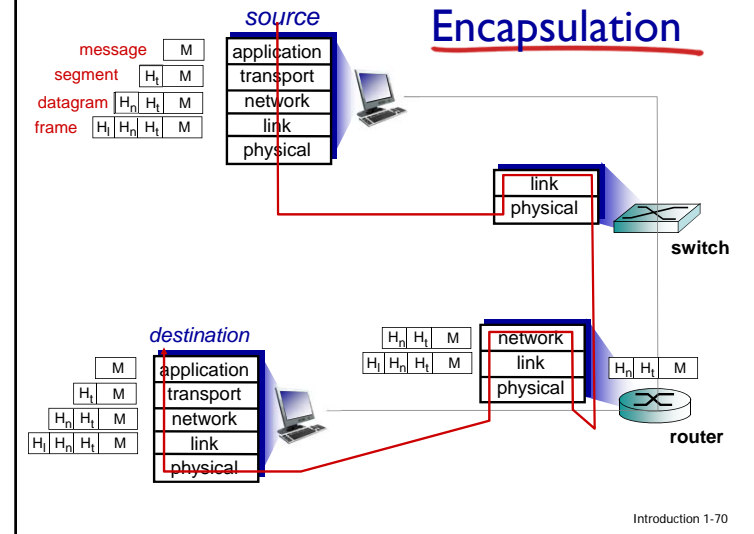 Encapsulation
source
message M
segment Ht M
datagram Hn Ht M
frame Hl Hn Ht M
application
transport
network
link
physical
link
physical
switch
destination
M
Ht M
Hn Ht M
Hl Hn Ht M
application
transport
network
link
physical
Hn Ht M
Hl Hn Ht M
network
link
physical
Hn Ht M
router
Introduction 1-70